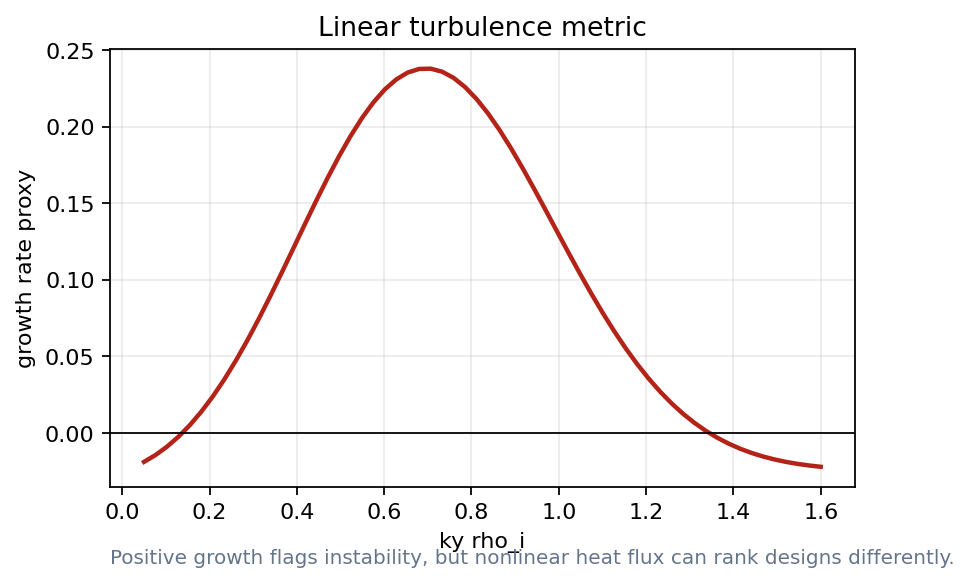 Linear turbulence metric
growth rate proxy
0.25
0.20
0.15
0.10
0.05
0.00
0.0 0.2 0.4 0.6 0.8 1.0 1.2 1.4 1.6
ky rho_i
Positive growth flags instability, but nonlinear heat flux can rank designs differently.